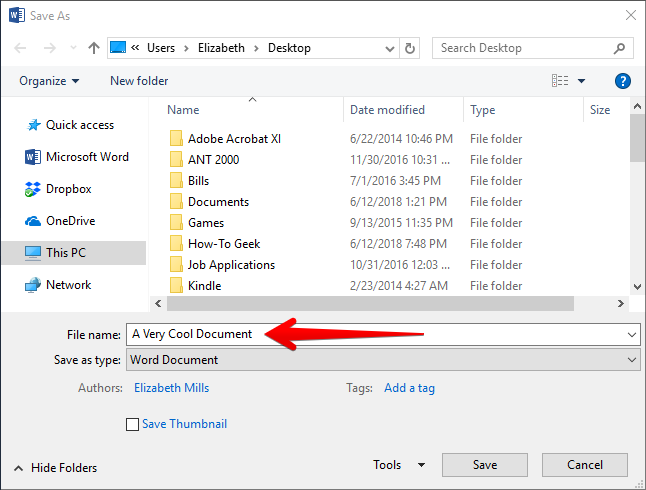 Save As
« Users › Elizabeth › Desktop
Search Desktop
Organize
New folder
?
Name
Date modified
Type
Size
Quick access
Microsoft Word
Dropbox
OneDrive
This PC
Network
Adobe Acrobat XI 6/22/2014 10:46 PM File folder
ANT 2000 11/30/2016 10:31 ... File folder
Bills 7/1/2016 3:45 PM File folder
Documents 6/12/2018 1:21 PM File folder
Games 9/13/2015 11:35 PM File folder
How-To Geek 6/12/2018 7:48 PM File folder
Job Applications 10/31/2016 12:03 ... File folder
Kindle 2/23/2014 4:27 AM File folder
File name: A Very Cool Document
Save as type: Word Document
Authors: Elizabeth Mills
Tags: Add a tag
Save Thumbnail
Hide Folders
Tools
Save
Cancel